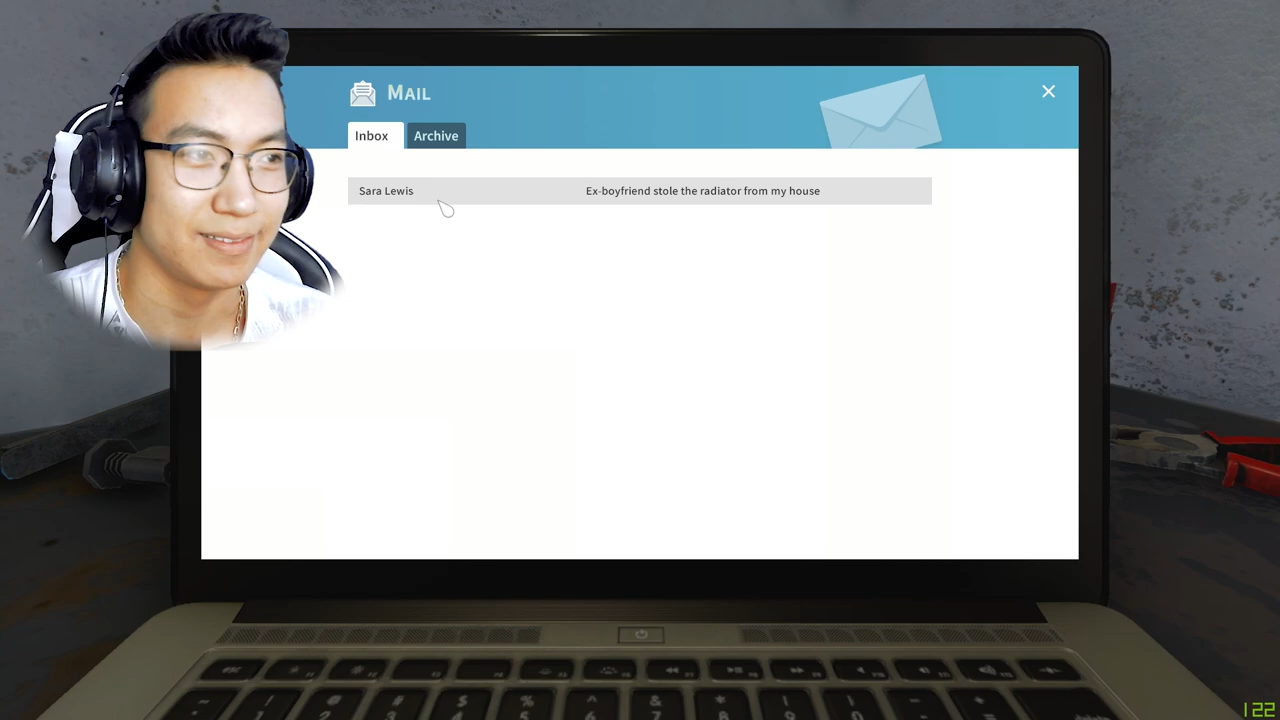 MAIL
Inbox
Archive
Sara Lewis
Ex-boyfriend stole the radiator from my house
122